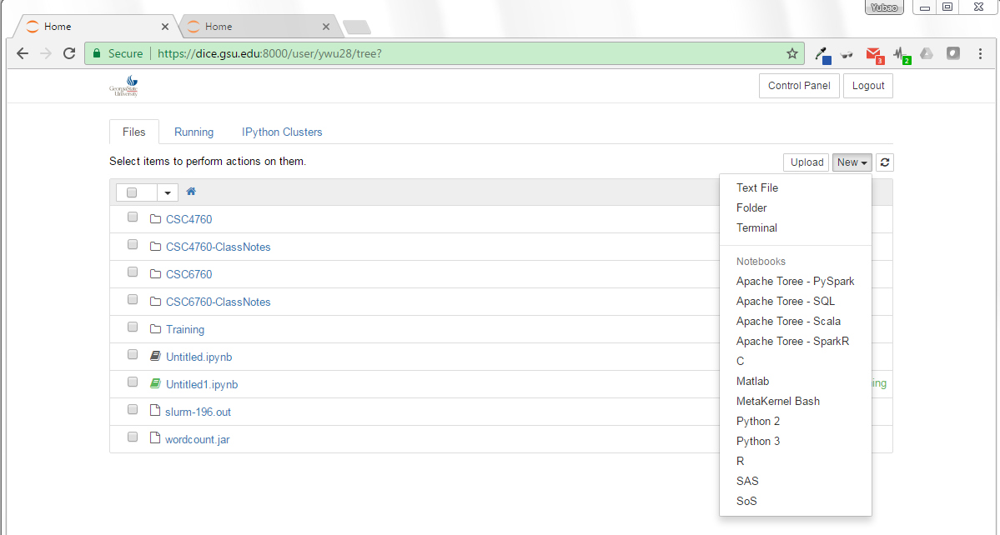 Yubao
Home
Home
Secure | https://dice.gsu.edu:8000/user/ywu28/tree?
3
2
GeorgiaState
University
Control Panel
Logout
Files
Running
IPython Clusters
Select items to perform actions on them.
Upload
New
Text File
Folder
Terminal
Notebooks
Apache Toree - PySpark
Apache Toree - SQL
Apache Toree - Scala
Apache Toree - SparkR
C
Matlab
MetaKernel Bash
Python 2
Python 3
R
SAS
SoS
CSC4760
CSC4760-ClassNotes
CSC6760
CSC6760-ClassNotes
Training
Untitled.ipynb
Untitled1.ipynb
ing
slurm-196.out
wordcount.jar